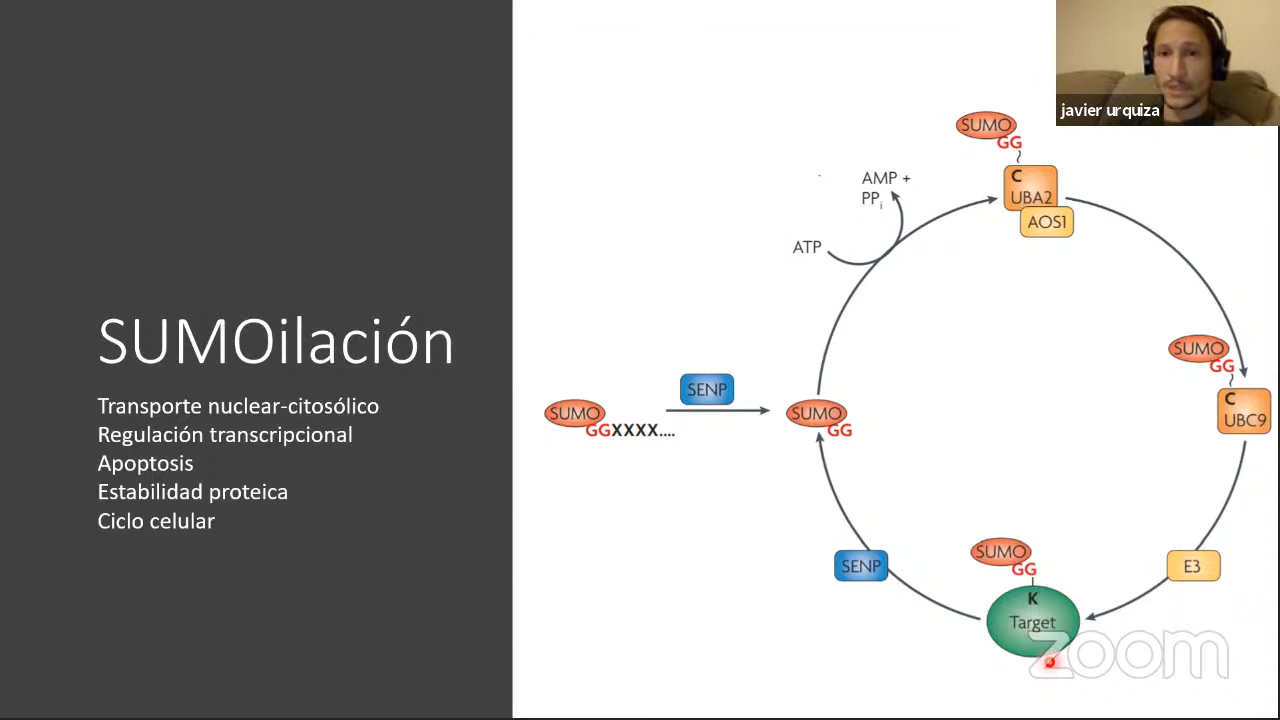 SUMOilación
Transporte nuclear-citosólico
Regulación transcripcional
Apoptosis
Estabilidad proteica
Ciclo celular
javier urquiza
SUMO
GG
C
UBA2
AOS1
AMP +
PPi
ATP
SUMO
GG
C
UBC9
SENP
SUMO
GGXXXX....
SUMO
GG
SENP
SUMO
GG
K
Target
E3
zoom